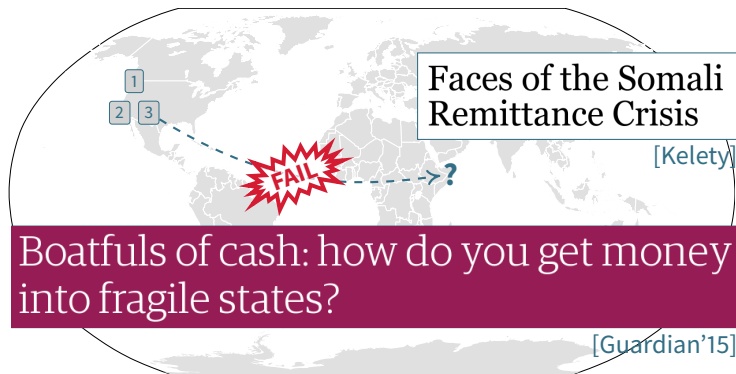 Faces of the Somali
Remittance Crisis
[Kelety]
1
2 3
FAIL
?
Boatfuls of cash: how do you get money
into fragile states?
[Guardian'15]